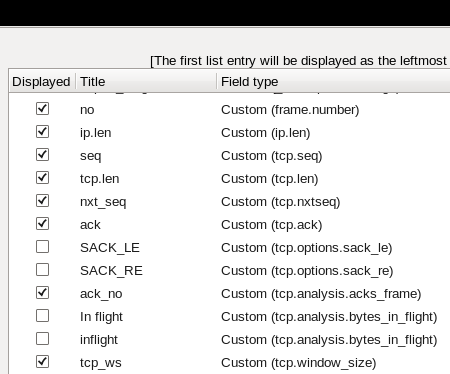 [The first list entry will be displayed as the leftmost
Displayed Title Field type
no Custom (frame.number)
ip.len Custom (ip.len)
seq Custom (tcp.seq)
tcp.len Custom (tcp.len)
nxt_seq Custom (tcp.nxtseq)
ack Custom (tcp.ack)
SACK_LE Custom (tcp.options.sack_le)
SACK_RE Custom (tcp.options.sack_re)
ack_no Custom (tcp.analysis.acks_frame)
In flight Custom (tcp.analysis.bytes_in_flight)
inflight Custom (tcp.analysis.bytes_in_flight)
tcp_ws Custom (tcp.window_size)